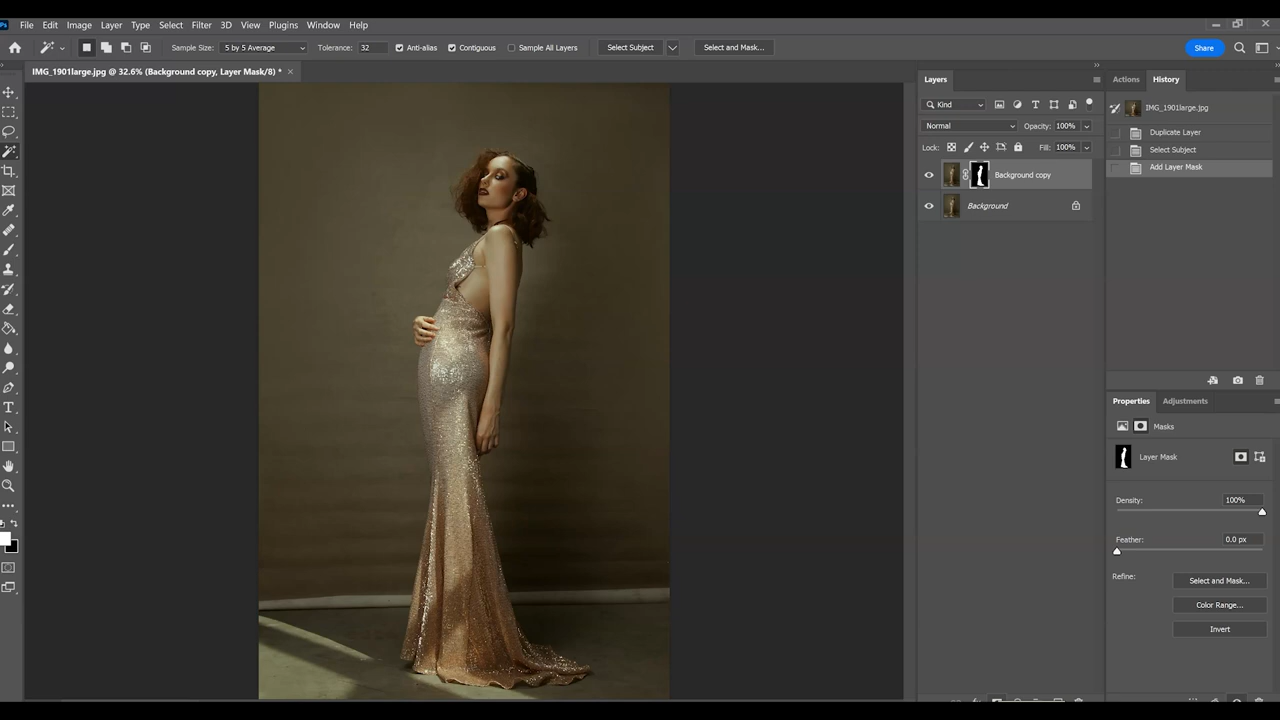 Ps File Edit Image Layer Type Select Filter 3D View Plugins Window Help
Sample Size: 5 by 5 Average Tolerance: 32 Anti-alias Contiguous Sample All Layers Select Subject Select and Mask... Share
IMG_1901large.jpg @ 32.6% (Background copy, Layer Mask/8) * ×
Layers
Kind
Normal Opacity: 100%
Lock: Fill: 100%
Background copy
Background
Actions History
IMG_1901large.jpg
Duplicate Layer
Select Subject
Add Layer Mask
Properties Adjustments
Masks
Layer Mask
Density: 100%
Feather: 0.0 px
Refine: Select and Mask...
Color Range...
Invert